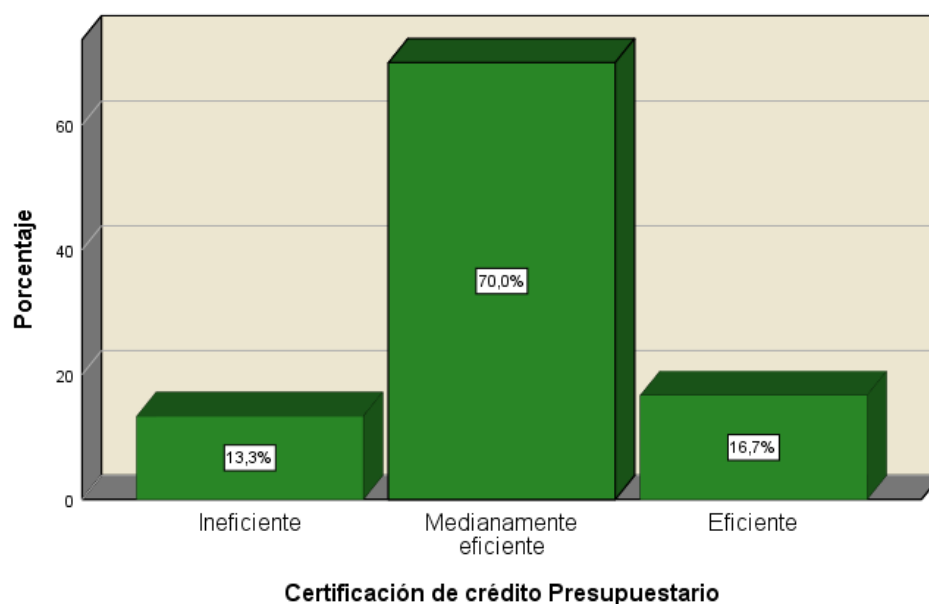 Porcentaje
60
40
20
0
13,3%
70,0%
16,7%
Ineficiente
Medianamente
eficiente
Eficiente
Certificación de crédito Presupuestario